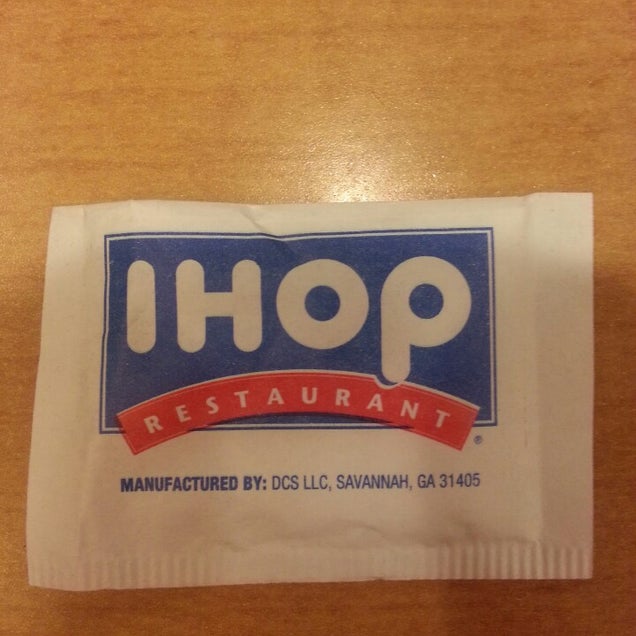 IHOP
RESTAURANT
®
MANUFACTURED BY: DCS LLC, SAVANNAH, GA 31405